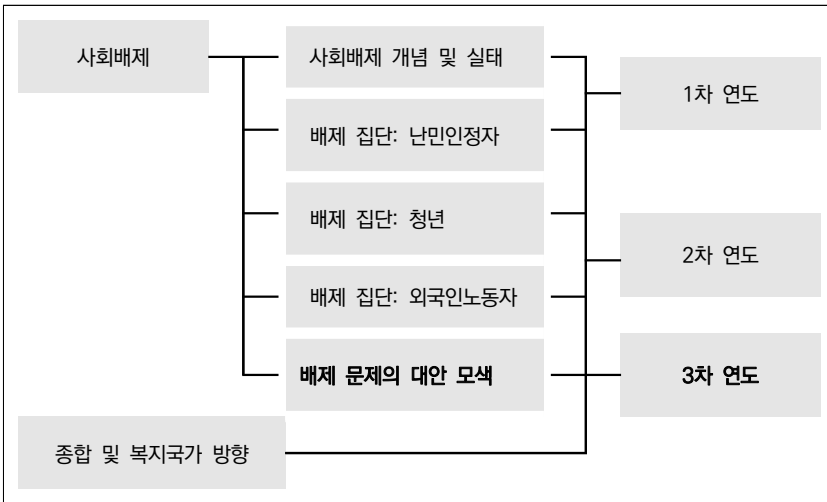 사회배제
사회배제 개념 및 실태
1차 연도
배제 집단: 난민인정자
배제 집단: 청년
2차 연도
배제 집단: 외국인노동자
배제 문제의 대안 모색
3차 연도
종합 및 복지국가 방향